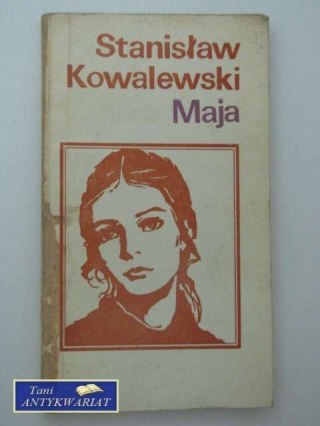 Stanisław
Kowalewski
Maja
Tani
ANTYKWARIAT